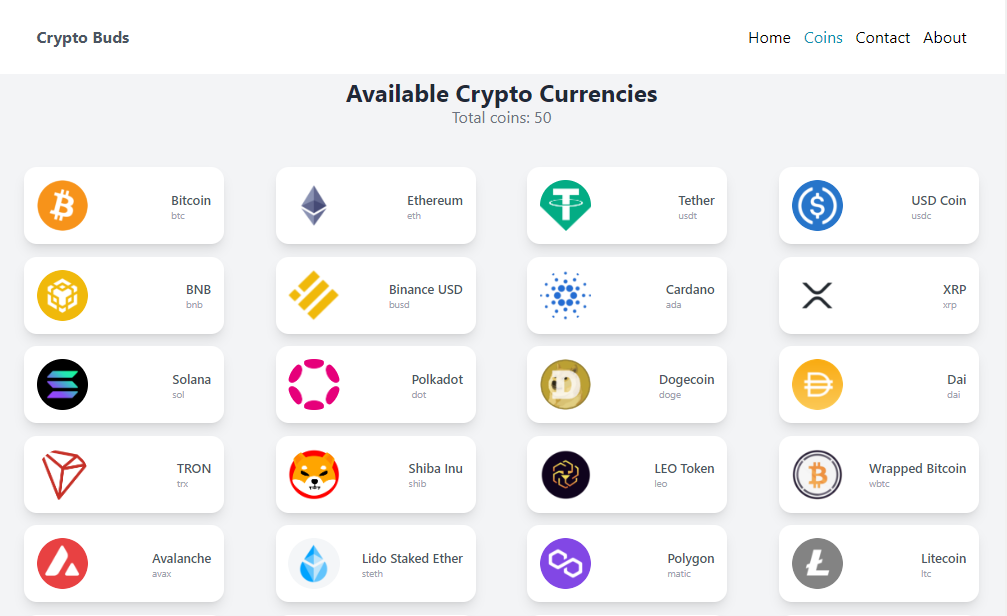 Crypto Buds
Home Coins Contact About
Available Crypto Currencies
Total coins: 50
Bitcoin
btc
Ethereum
eth
Tether
usdt
USD Coin
usdc
BNB
bnb
Binance USD
busd
Cardano
ada
XRP
xrp
Solana
sol
Polkadot
dot
Dogecoin
doge
Dai
dai
TRON
trx
Shiba Inu
shib
LEO Token
leo
Wrapped Bitcoin
wbtc
Avalanche
avax
Lido Staked Ether
steth
Polygon
matic
Litecoin
ltc